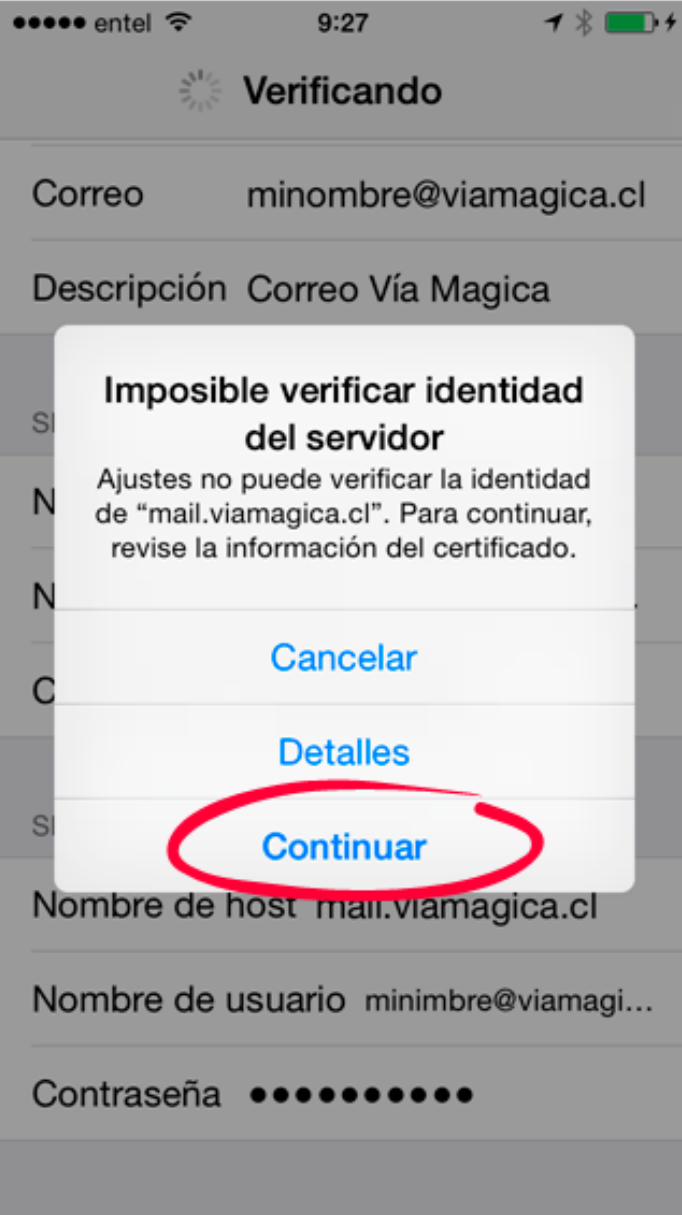 entel 9:27
Verificando
Correo minombre@viamagica.cl
Descripción Correo Vía Magica
Imposible verificar identidad
del servidor
Ajustes no puede verificar la identidad
de “mail.viamagica.cl”. Para continuar,
revise la información del certificado.
Cancelar
Detalles
Continuar
Nombre de host mail.viamagica.cl
Nombre de usuario minimbre@viamagi...
Contraseña ●●●●●●●●●●